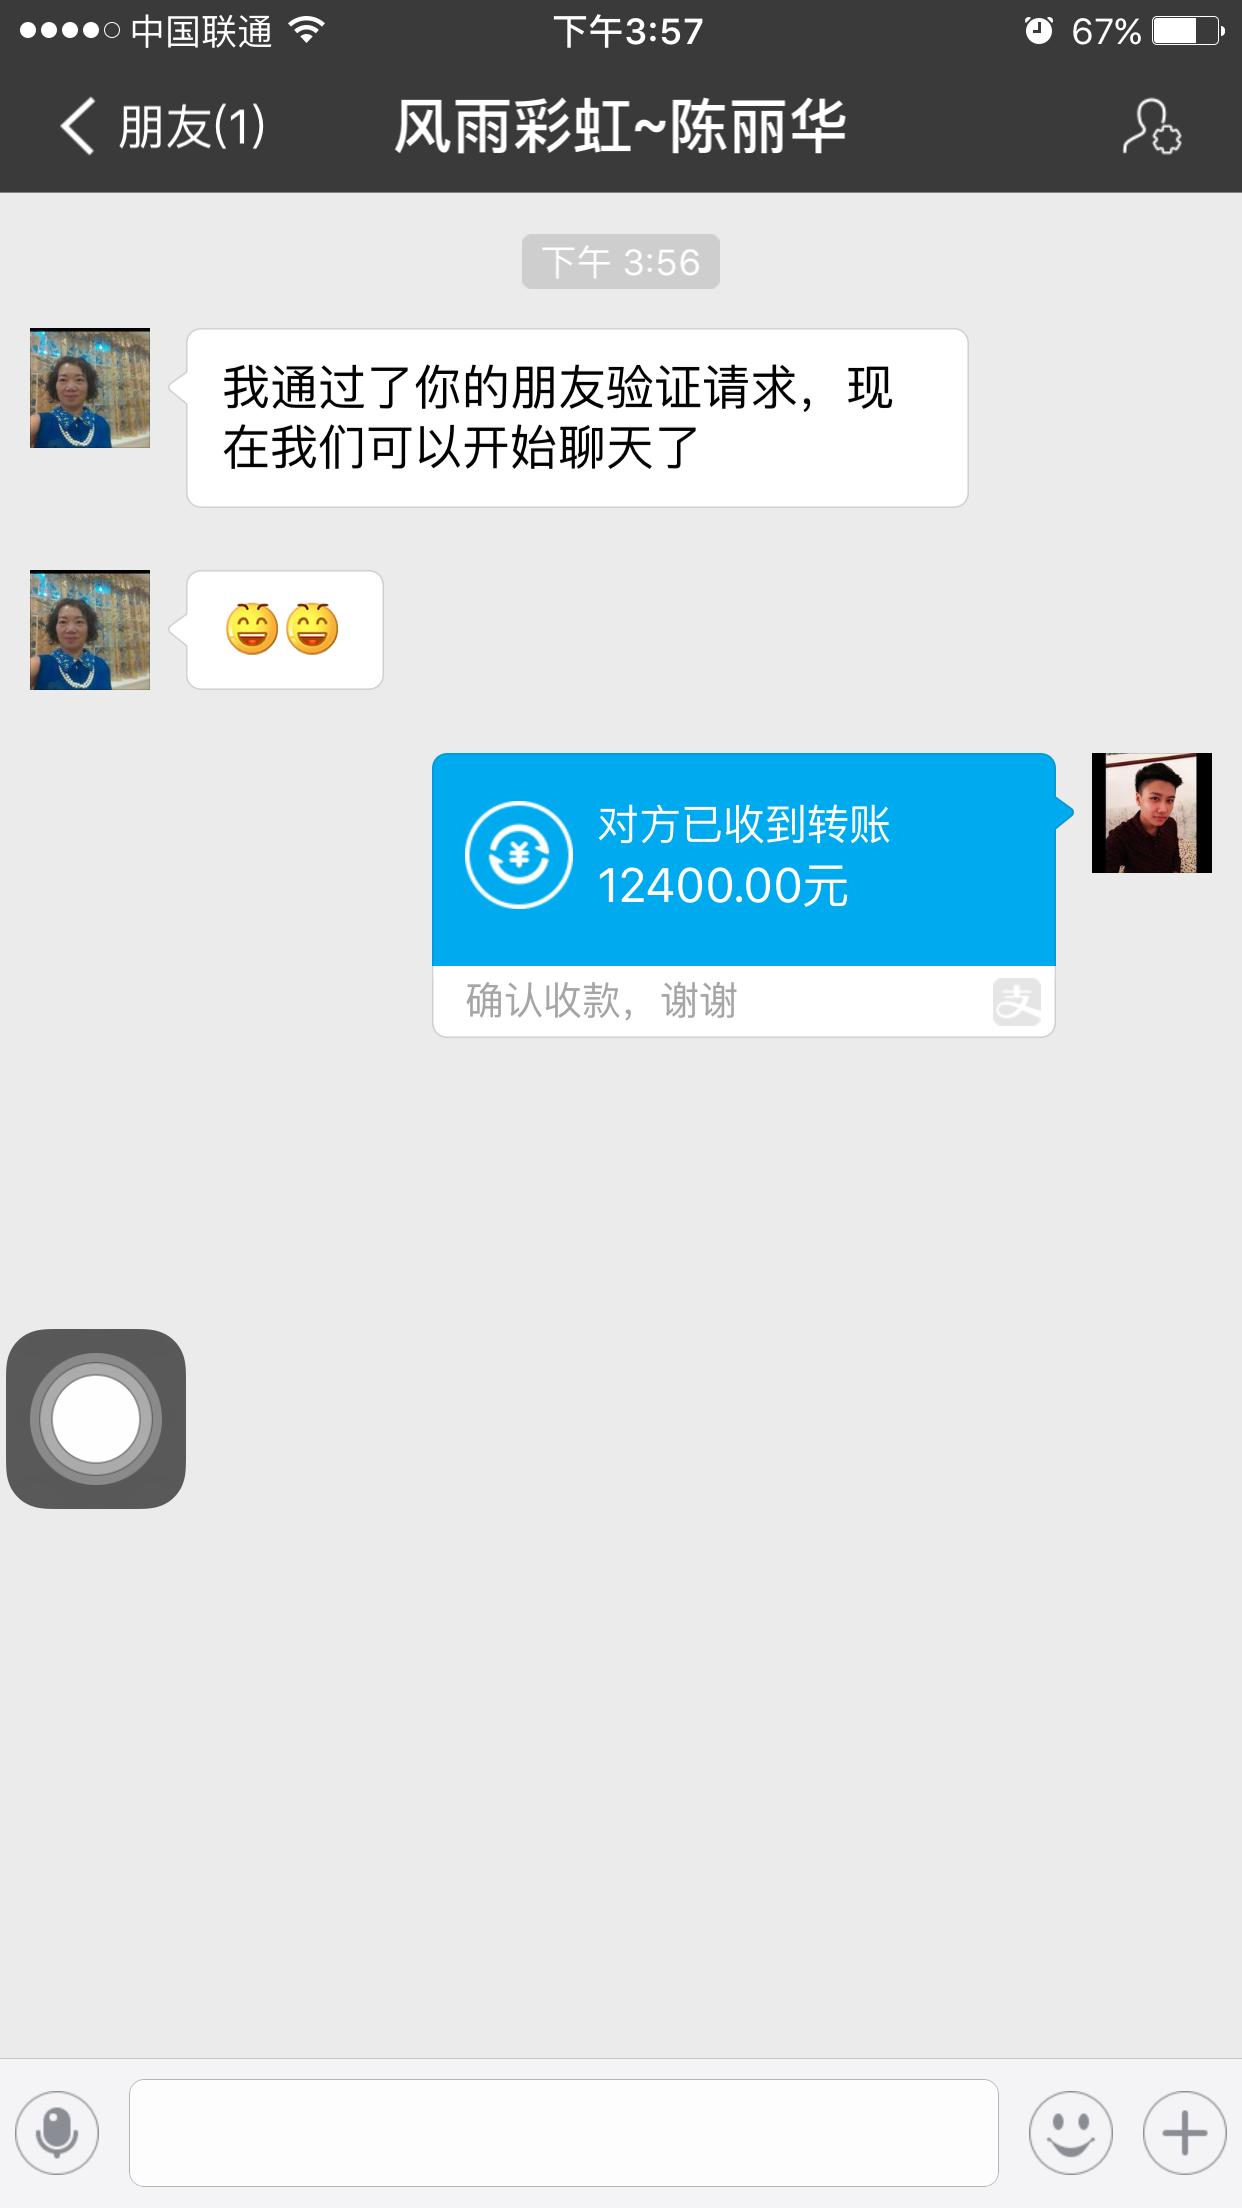 中国联通
下午3:57
67%
朋友(1)
风雨彩虹~陈丽华
下午 3:56
我通过了你的朋友验证请求，现
在我们可以开始聊天了
对方已收到转账
12400.00元
确认收款，谢谢
支